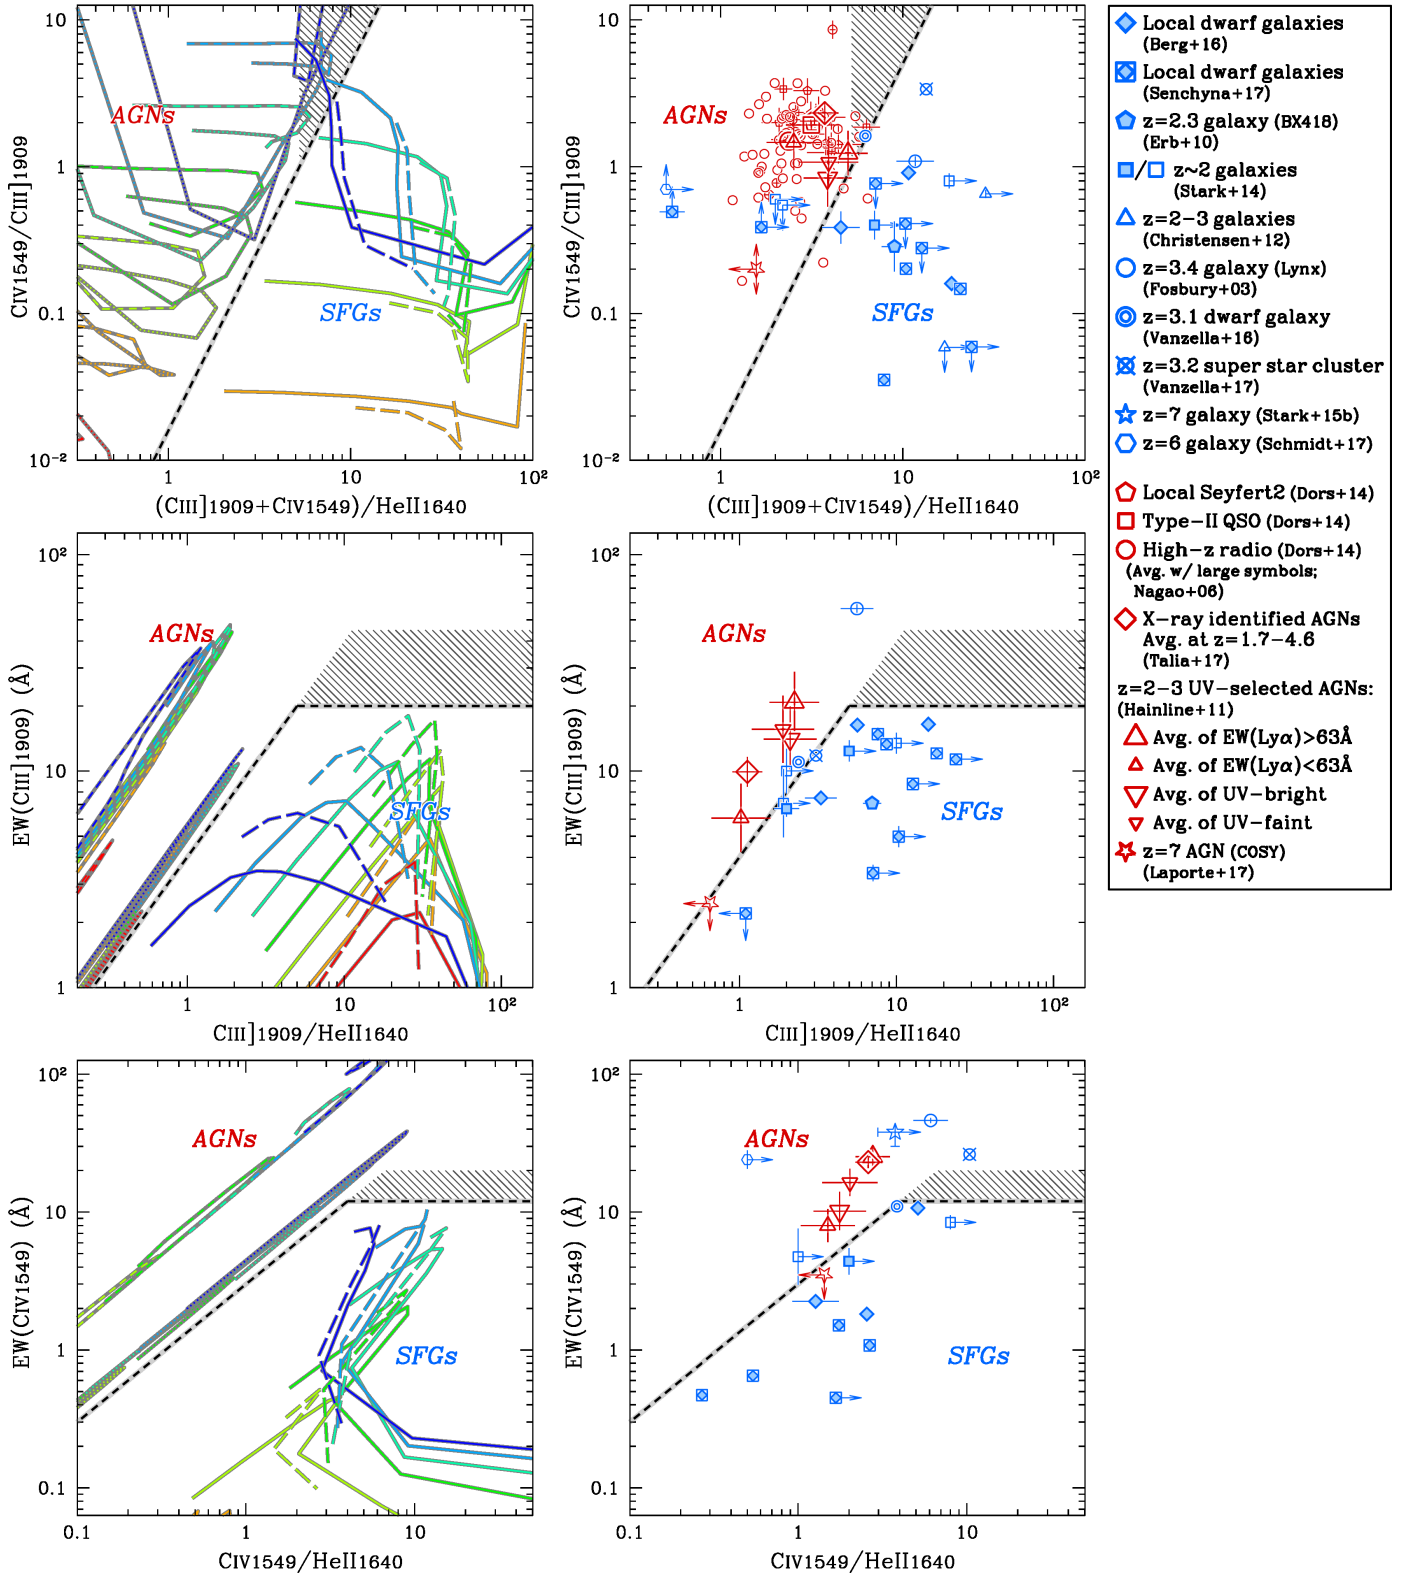 10
1
0.1
10⁻²
CIV1549/CIII]1909
AGNs
SFGs
1
10
10²
(CIII]1909+CIV1549)/HeII1640
10
1
0.1
10⁻²
CIV1549/CIII]1909
AGNs
SFGs
1
10
10²
(CIII]1909+CIV1549)/HeII1640
10²
10
1
EW(CIII]1909) (Å)
AGNs
SFGs
1
10
10²
CIII]1909/HeII1640
10²
10
1
EW(CIII]1909) (Å)
AGNs
SFGs
1
10
10²
CIII]1909/HeII1640
10²
10
1
0.1
EW(CIV1549) (Å)
AGNs
SFGs
0.1
1
10
CIV1549/HeII1640
10²
10
1
0.1
EW(CIV1549) (Å)
AGNs
SFGs
0.1
1
10
CIV1549/HeII1640
Local dwarf galaxies
(Berg+16)
Local dwarf galaxies
(Senchyna+17)
z=2.3 galaxy (BX418)
(Erb+10)
/ z~2 galaxies
(Stark+14)
z=2-3 galaxies
(Christensen+12)
z=3.4 galaxy (Lynx)
(Fosbury+03)
z=3.1 dwarf galaxy
(Vanzella+16)
z=3.2 super star cluster
(Vanzella+17)
z=7 galaxy (Stark+15b)
z=6 galaxy (Schmidt+17)
Local Seyfert2 (Dors+14)
Type-II QSO (Dors+14)
High-z radio (Dors+14)
(Avg. w/ large symbols;
Nagao+06)
X-ray identified AGNs
Avg. at z=1.7-4.6
(Talia+17)
z=2-3 UV-selected AGNs:
(Hainline+11)
Avg. of EW(Lyα)>63Å
Avg. of EW(Lyα)<63Å
Avg. of UV-bright
Avg. of UV-faint
z=7 AGN (COSY)
(Laporte+17)